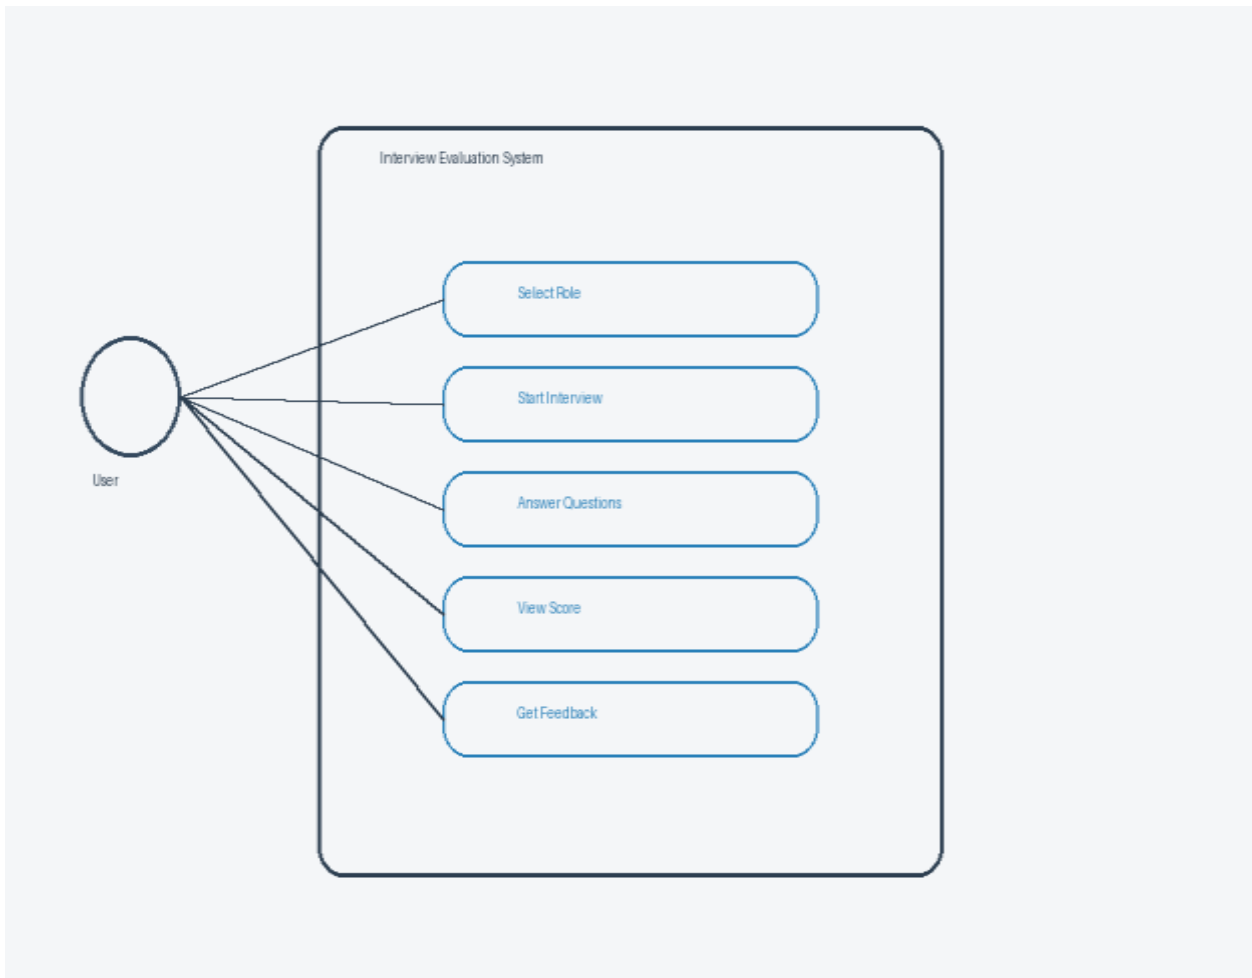 Interview Evaluation System
Select Role
Start Interview
Answer Questions
View Score
Get Feedback
User